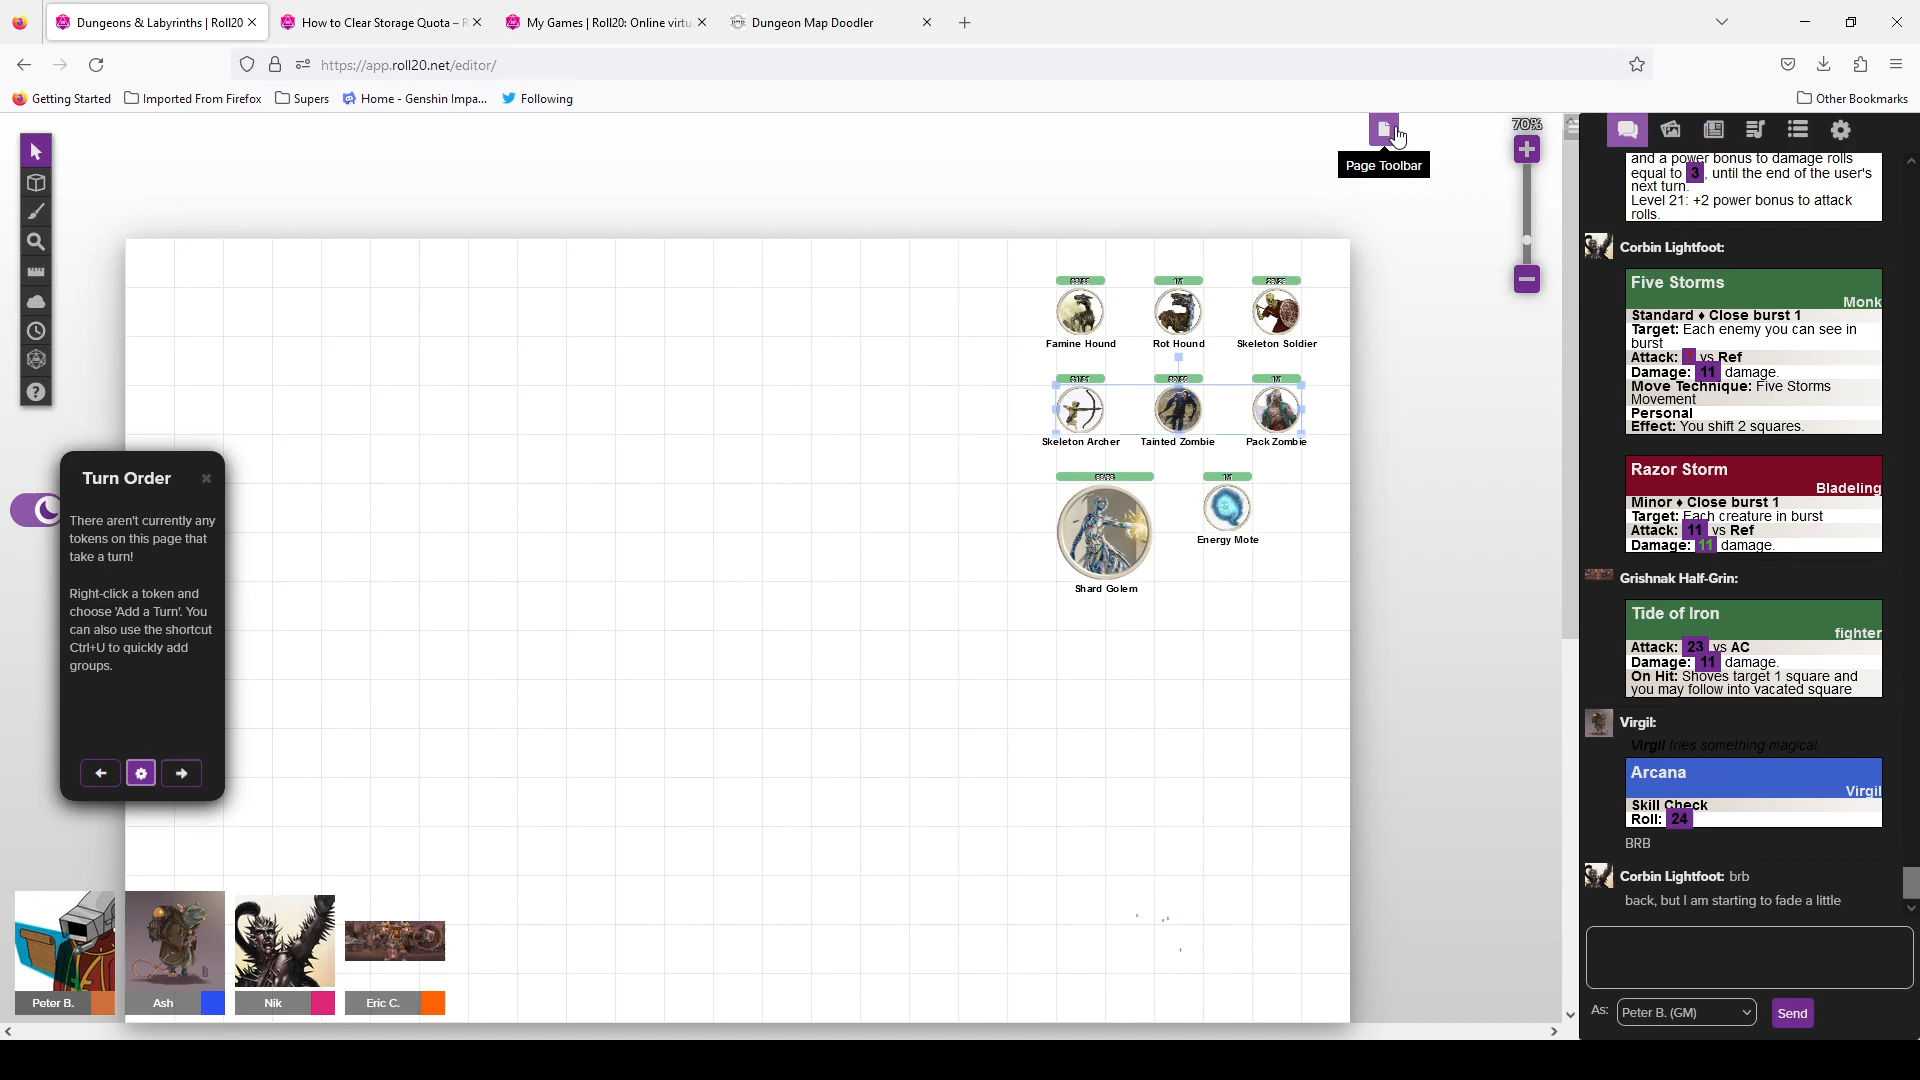 Dungeons & Labyrinths | Roll20
How to Clear Storage Quota – R
My Games | Roll20: Online virtu
Dungeon Map Doodler
https://app.roll20.net/editor/
Getting Started
Imported From Firefox
Supers
Home - Genshin Impa...
Following
Other Bookmarks
Page Toolbar
70%
Famine Hound
1/1
Rot Hound
Skeleton Soldier
Skeleton Archer
Tainted Zombie
1/1
Pack Zombie
Shard Golem
1/1
Energy Mote
Turn Order
There aren't currently any
tokens on this page that
take a turn!
Right-click a token and
choose 'Add a Turn'. You
can also use the shortcut
Ctrl+U to quickly add
groups.
Peter B.
Ash
Nik
Eric C.
and a power bonus to damage rolls
equal to 3, until the end of the user's
next turn.
Level 21: +2 power bonus to attack
rolls.
Corbin Lightfoot:
Five Storms
Monk
Standard ♦ Close burst 1
Target: Each enemy you can see in
burst
Attack: vs Ref
Damage: 11 damage.
Move Technique: Five Storms
Movement
Personal
Effect: You shift 2 squares.
Razor Storm
Bladeling
Minor ♦ Close burst 1
Target: Each creature in burst
Attack: 11 vs Ref
Damage: 11 damage.
Grishnak Half-Grin:
Tide of Iron
fighter
Attack: 23 vs AC
Damage: 11 damage.
On Hit: Shoves target 1 square and
you may follow into vacated square
Virgil:
Virgil tries something magical.
Arcana
Virgil
Skill Check
Roll: 24
BRB
Corbin Lightfoot: brb
back, but I am starting to fade a little
As:
Peter B. (GM)
Send